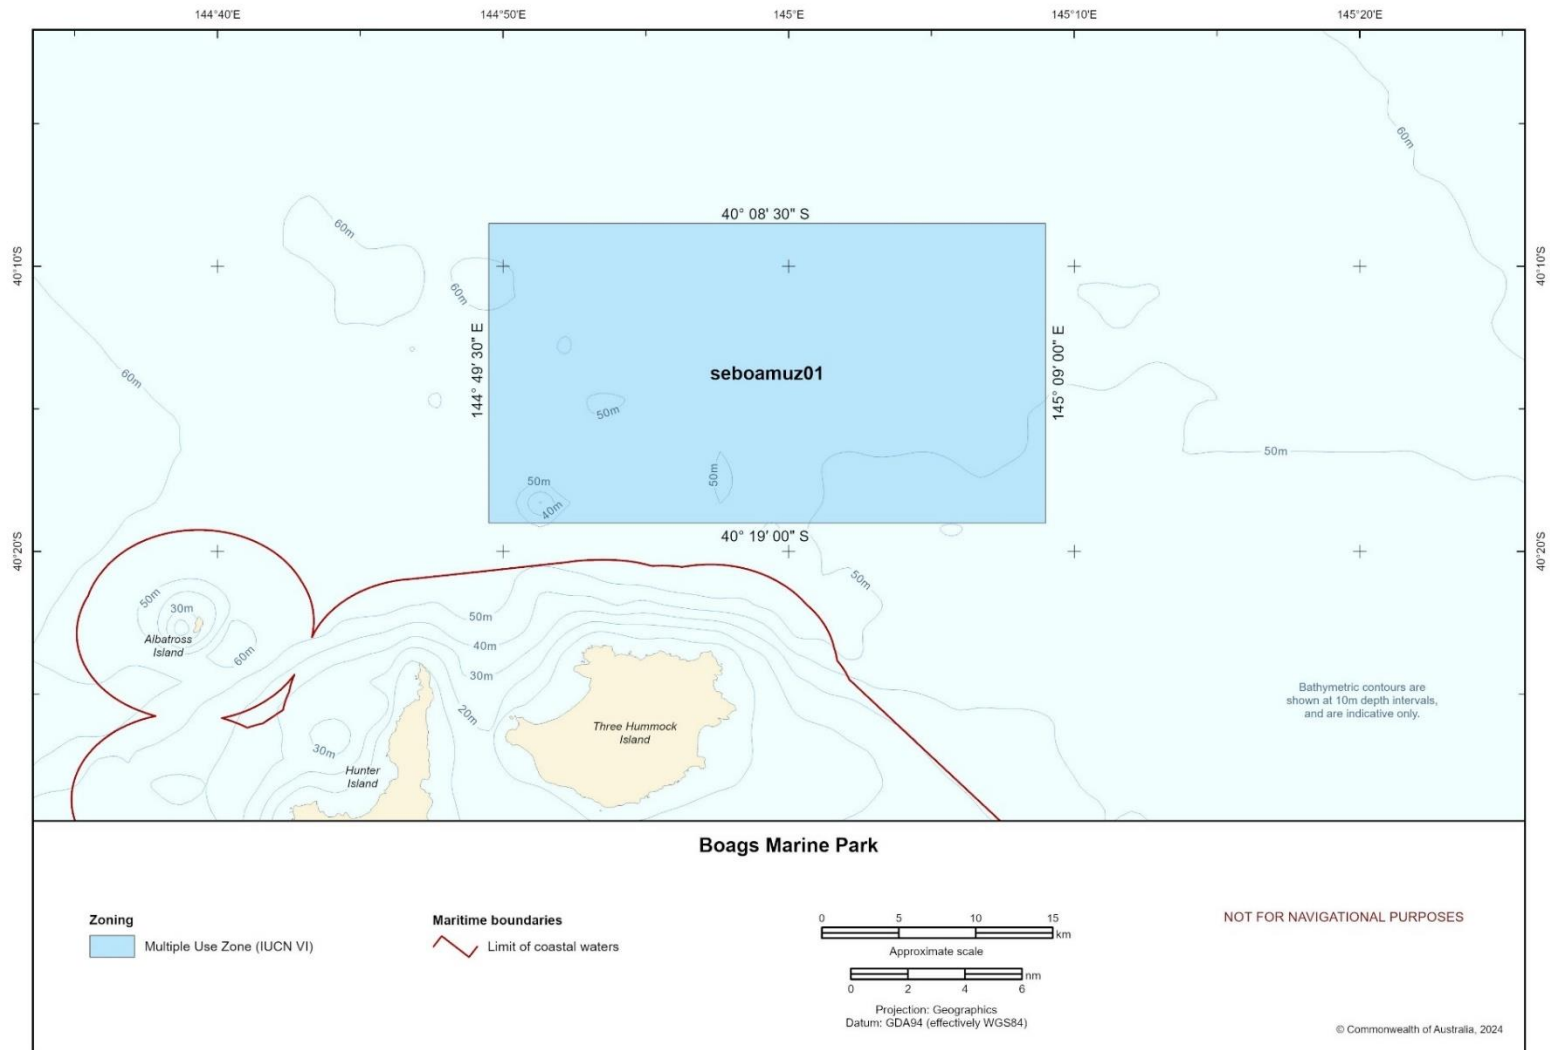 144°40'E
144°50'E
145°E
145°10'E
145°20'E
60m
40° 08' 30" S
60m
40°10'S
40°10'S
60m
144° 49' 30" E
145° 09' 00" E
seboamuz01
60m
50m
50m
50m
50m
40m
40° 19' 00" S
40°20'S
40°20'S
50m
50m
30m
50m
Albatross
Island
40m
60m
30m
20m
Bathymetric contours are
shown at 10m depth intervals,
and are indicative only.
Three Hummock
Island
30m
Hunter
Island
Boags Marine Park
Zoning
Multiple Use Zone (IUCN VI)
Maritime boundaries
Limit of coastal waters
0 5 10 15
km
Approximate scale
nm
0 2 4 6
Projection: Geographics
Datum: GDA94 (effectively WGS84)
NOT FOR NAVIGATIONAL PURPOSES
© Commonwealth of Australia, 2024